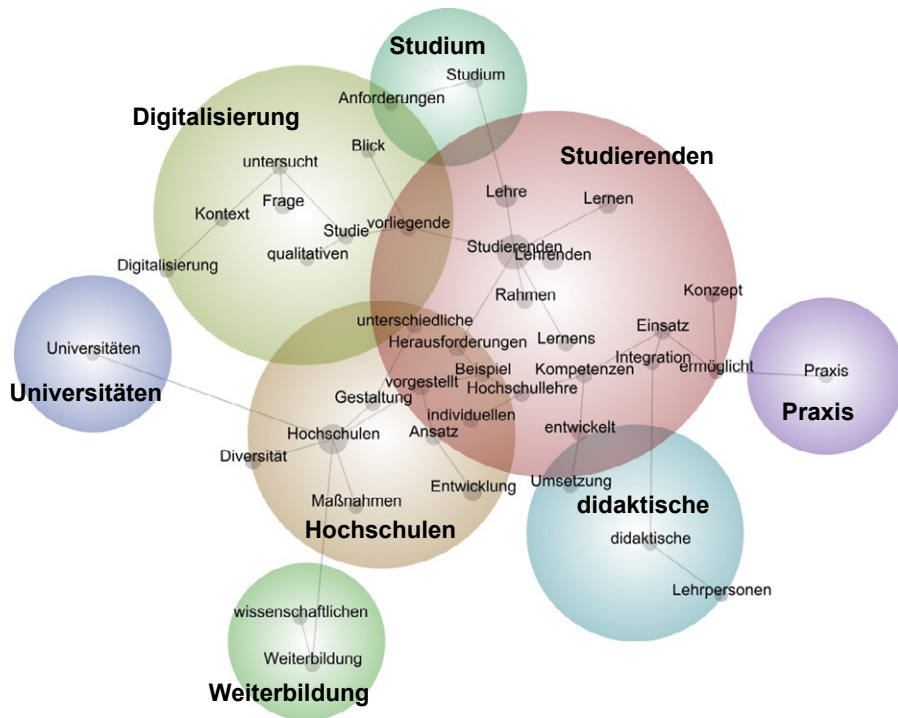 Studium
Studium
Anforderungen
Digitalisierung
Blick
Studierenden
untersucht
Lehre
Lernen
Frage
Kontext
Studie
vorliegende
qualitativen
Studierenden
Lehrenden
Digitalisierung
Rahmen
Konzept
unterschiedliche
Einsatz
Universitäten
Herausforderungen
Lernens
Integration
Universitäten
Beispiel
Kompetenzen
ermöglicht
Praxis
vorgestellt
Hochschullehre
Gestaltung
Praxis
individuellen
Hochschulen
Ansatz
entwickelt
Diversität
Umsetzung
Entwicklung
Maßnahmen
didaktische
Hochschulen
didaktische
Lehrpersonen
wissenschaftlichen
Weiterbildung
Weiterbildung